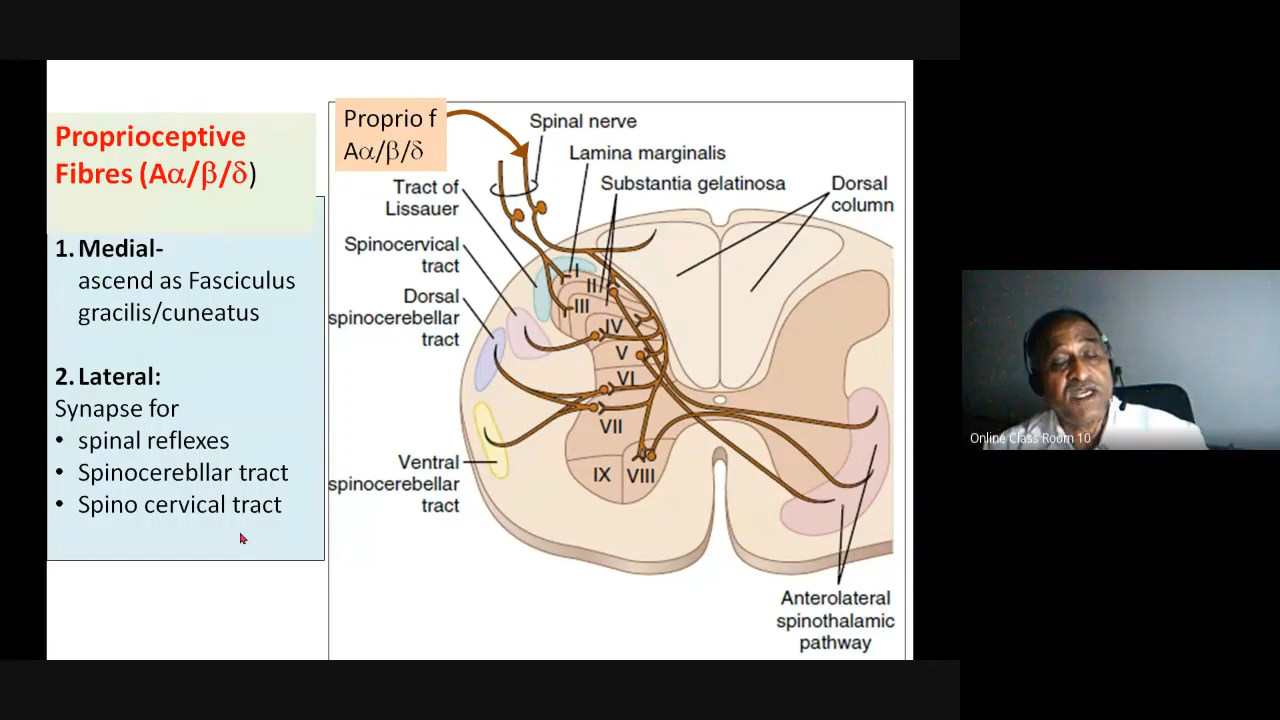 Proprioceptive
Fibres (Aα/β/δ)
1. Medial-
ascend as Fasciculus
gracilis/cuneatus
2. Lateral:
Synapse for
• spinal reflexes
• Spinocerebllar tract
• Spino cervical tract
Proprio f
Aα/β/δ
Spinal nerve
Lamina marginalis
Substantia gelatinosa
Dorsal
column
Tract of
Lissauer
Spinocervical
tract
Dorsal
spinocerebellar
tract
Ventral
spinocerebellar
tract
I
II
III
IV
V
VI
VII
IX
VIII
Anterolateral
spinothalamic
pathway
Online Class Room 10